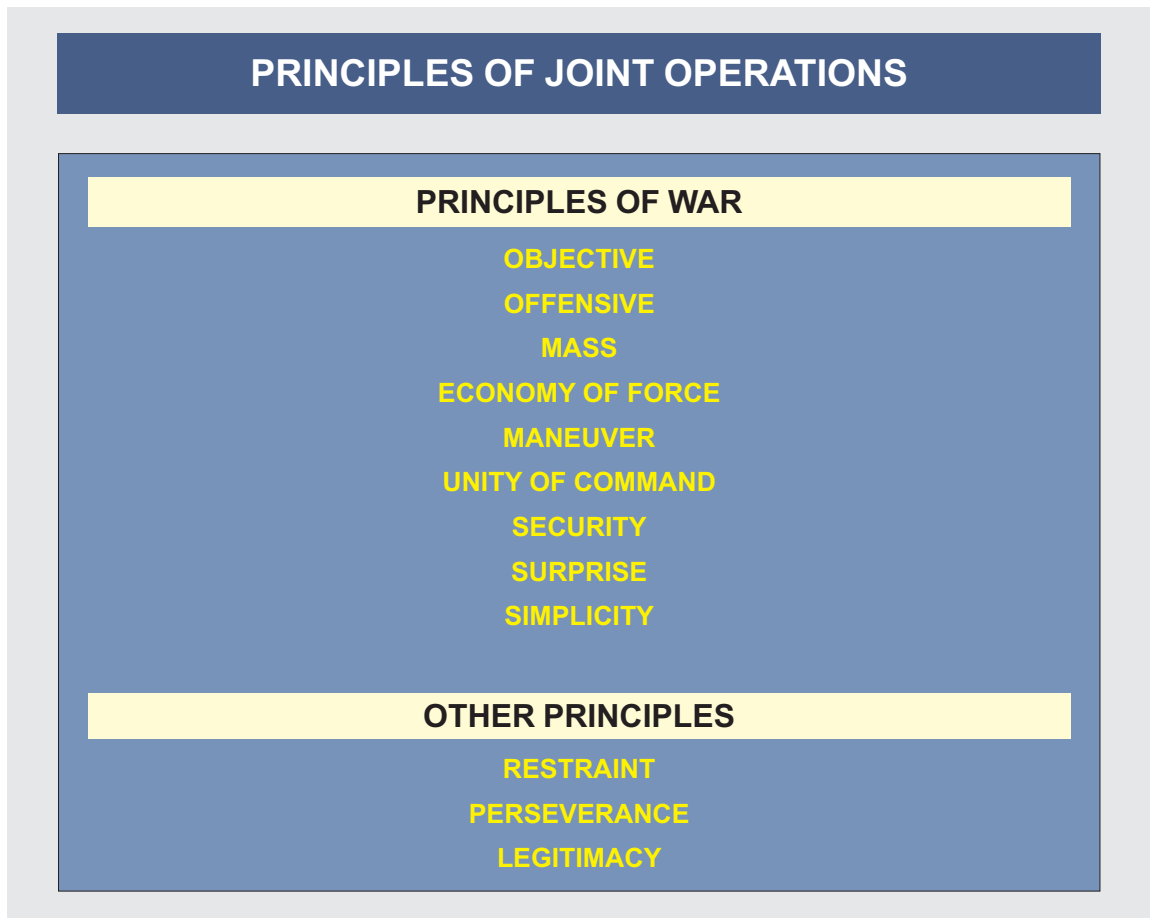 PRINCIPLES OF JOINT OPERATIONS
PRINCIPLES OF WAR
OBJECTIVE
OFFENSIVE
MASS
ECONOMY OF FORCE
MANEUVER
UNITY OF COMMAND
SECURITY
SURPRISE
SIMPLICITY
OTHER PRINCIPLES
RESTRAINT
PERSEVERANCE
LEGITIMACY